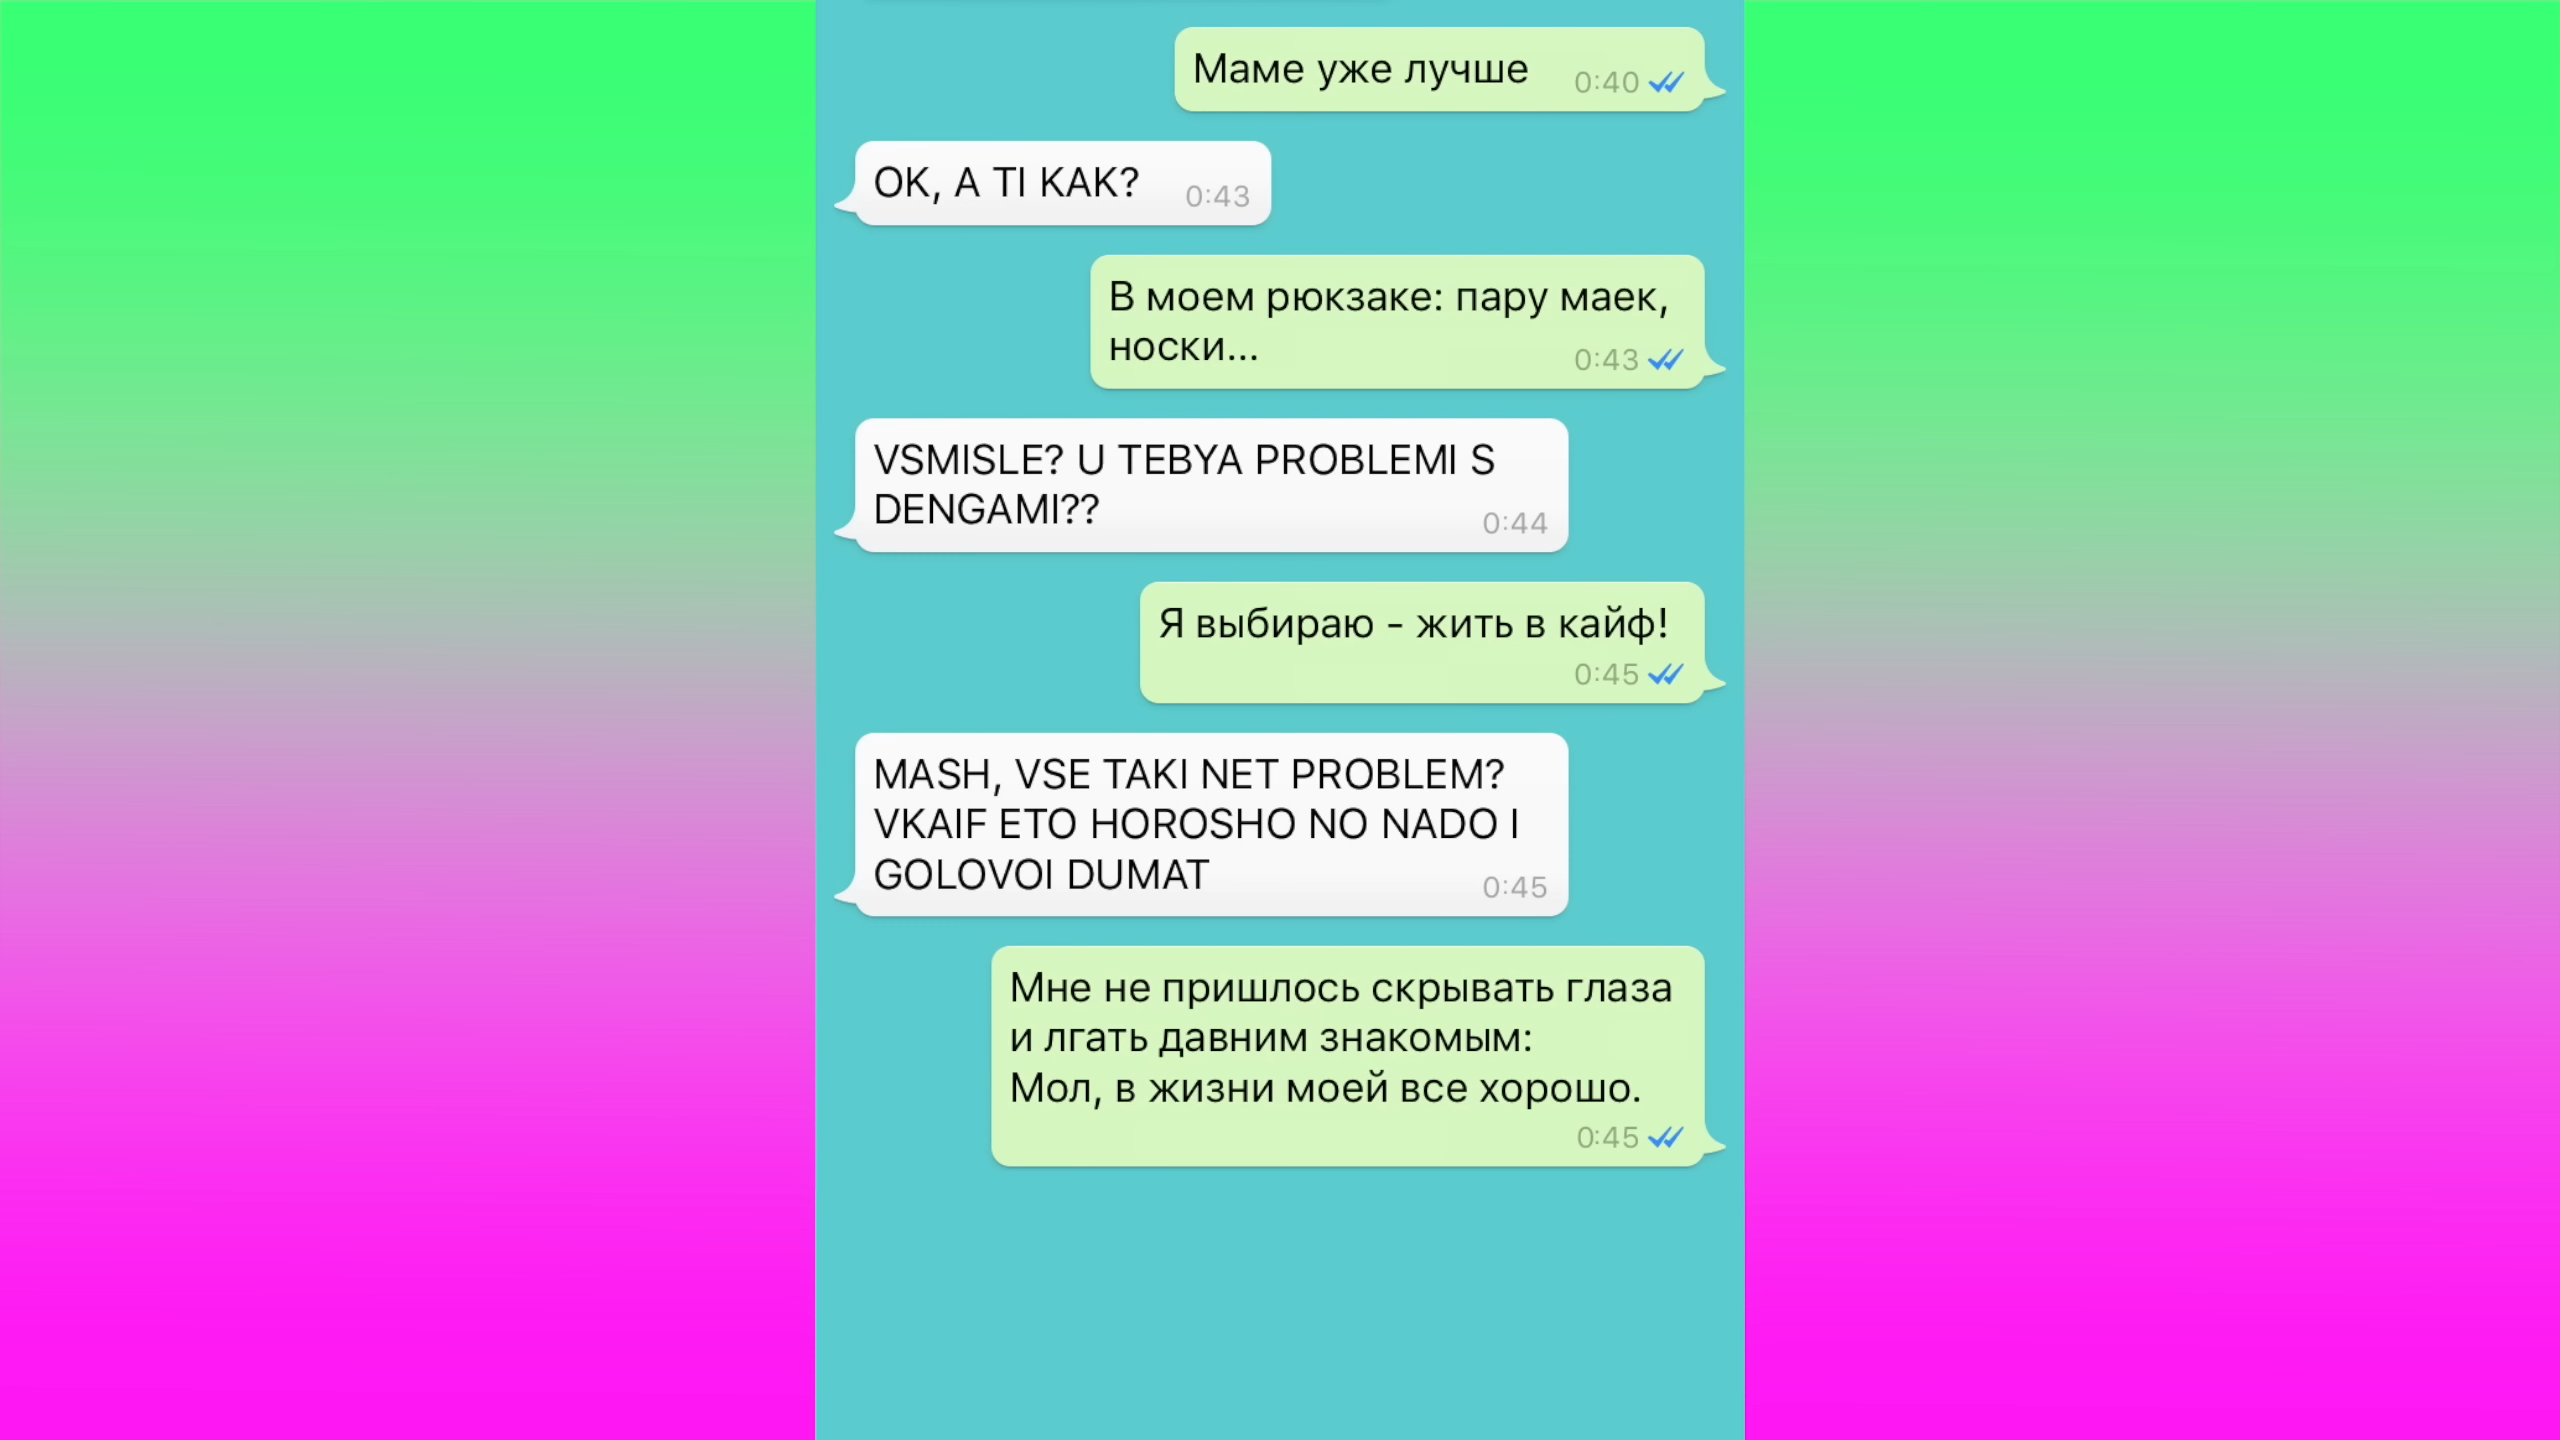 Маме уже лучше 0:40
OK, A TI KAK? 0:43
В моем рюкзаке: пару маек,
носки... 0:43
VSMISLE? U TEBYA PROBLEMI S
DENGAMI?? 0:44
Я выбираю - жить в кайф!
0:45
MASH, VSE TAKI NET PROBLEM?
VKAIF ETO HOROSHO NO NADO I
GOLOVOI DUMAT 0:45
Мне не пришлось скрывать глаза
и лгать давним знакомым:
Мол, в жизни моей все хорошо.
0:45